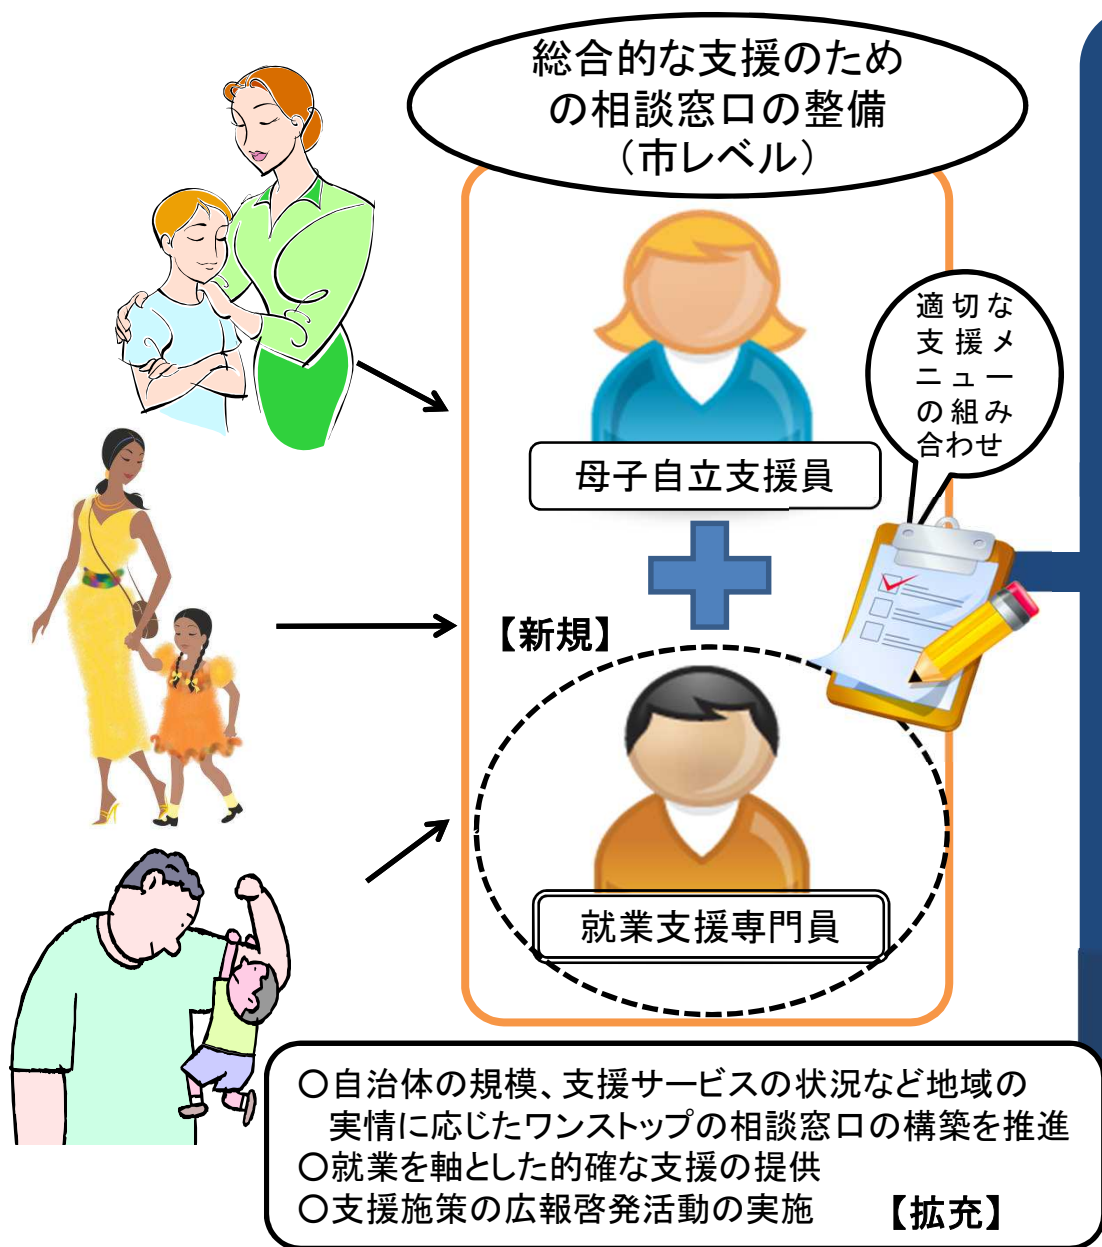 総合的な支援のため
の相談窓口の整備
（市レベル）
適切な
支援メ
ニュー
の組み
合わせ
母子自立支援員
【新規】
就業支援専門員
○自治体の規模、支援サービスの状況など地域の
実情に応じたワンストップの相談窓口の構築を推進
○就業を軸とした的確な支援の提供
○支援施策の広報啓発活動の実施　【拡充】